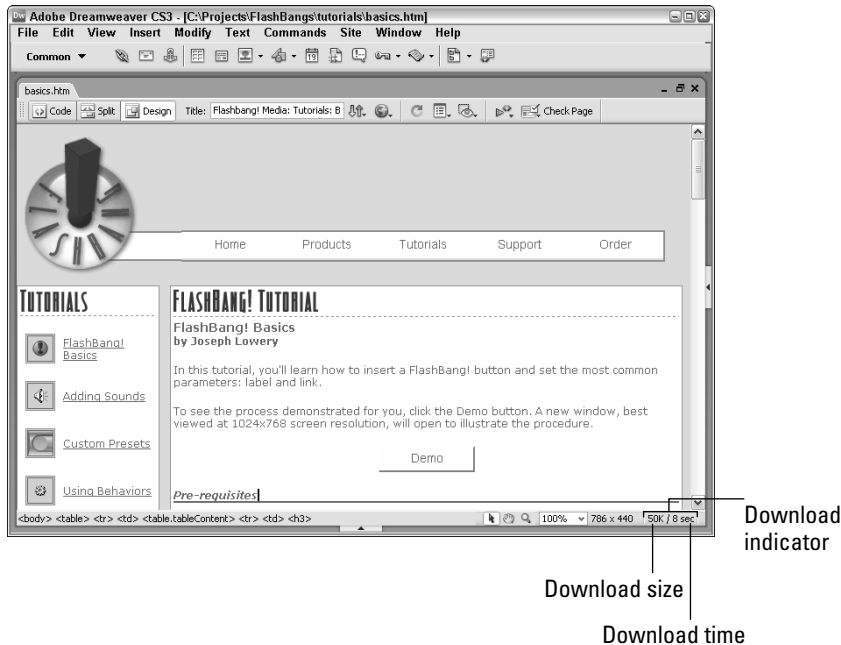 Adobe Dreamweaver CS3 - [C:\Projects\FlashBangs\tutorials\basics.htm]
File Edit View Insert Modify Text Commands Site Window Help
Common
basics.htm
Code Split Design Title: Flashbang! Media: Tutorials: B Check Page
Home Products Tutorials Support Order
TUTORIALS
FlashBang!
Basics
Adding Sounds
Custom Presets
Using Behaviors
FLASHBANG! TUTORIAL
FlashBang! Basics
by Joseph Lowery
In this tutorial, you'll learn how to insert a FlashBang! button and set the most common
parameters: label and link.
To see the process demonstrated for you, click the Demo button. A new window, best
viewed at 1024x768 screen resolution, will open to illustrate the procedure.
Demo
Pre-requisites
<body> <table> <tr> <td> <table.tableContent> <tr> <td> <h3> 100% 786 x 440 50K / 8 sec
Download
indicator
Download size
Download time